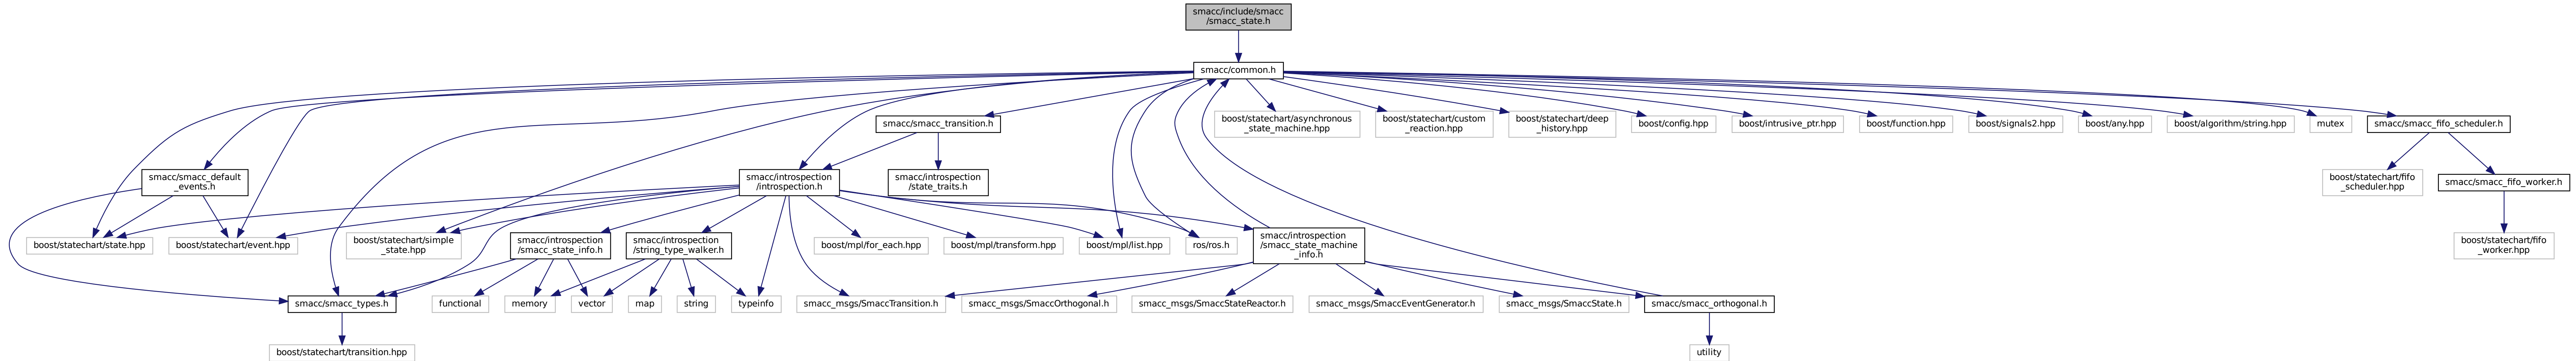 smacc/include/smacc
/smacc_state.h
smacc/common.h
smacc/smacc_transition.h
boost/statechart/asynchronous
_state_machine.hpp
boost/statechart/custom
_reaction.hpp
boost/statechart/deep
_history.hpp
boost/config.hpp
boost/intrusive_ptr.hpp
boost/function.hpp
boost/signals2.hpp
boost/any.hpp
boost/algorithm/string.hpp
mutex
smacc/smacc_fifo_scheduler.h
smacc/smacc_default
_events.h
smacc/introspection
/introspection.h
smacc/introspection
/state_traits.h
boost/statechart/fifo
_scheduler.hpp
smacc/smacc_fifo_worker.h
boost/statechart/state.hpp
boost/statechart/event.hpp
boost/statechart/simple
_state.hpp
smacc/introspection
/smacc_state_info.h
smacc/introspection
/string_type_walker.h
boost/mpl/for_each.hpp
boost/mpl/transform.hpp
boost/mpl/list.hpp
ros/ros.h
smacc/introspection
/smacc_state_machine
_info.h
boost/statechart/fifo
_worker.hpp
smacc/smacc_types.h
functional
memory
vector
map
string
typeinfo
smacc_msgs/SmaccTransition.h
smacc_msgs/SmaccOrthogonal.h
smacc_msgs/SmaccStateReactor.h
smacc_msgs/SmaccEventGenerator.h
smacc_msgs/SmaccState.h
smacc/smacc_orthogonal.h
boost/statechart/transition.hpp
utility